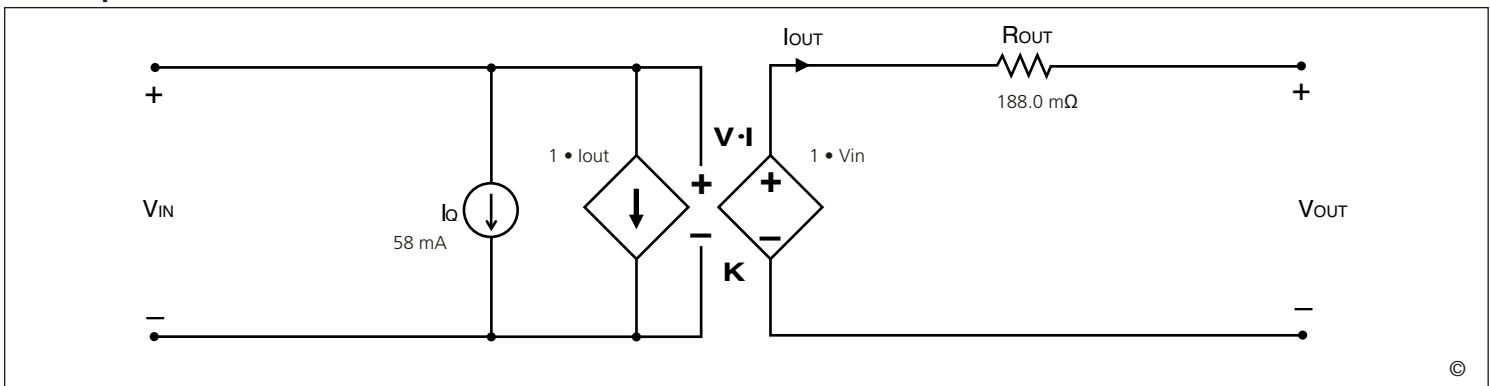 IOUT
ROUT
188.0 mΩ
+
+
V•I
1 • Iout
1 • Vin
+
+
VIN
IQ
VOUT
58 mA
–
–
K
–
–
©